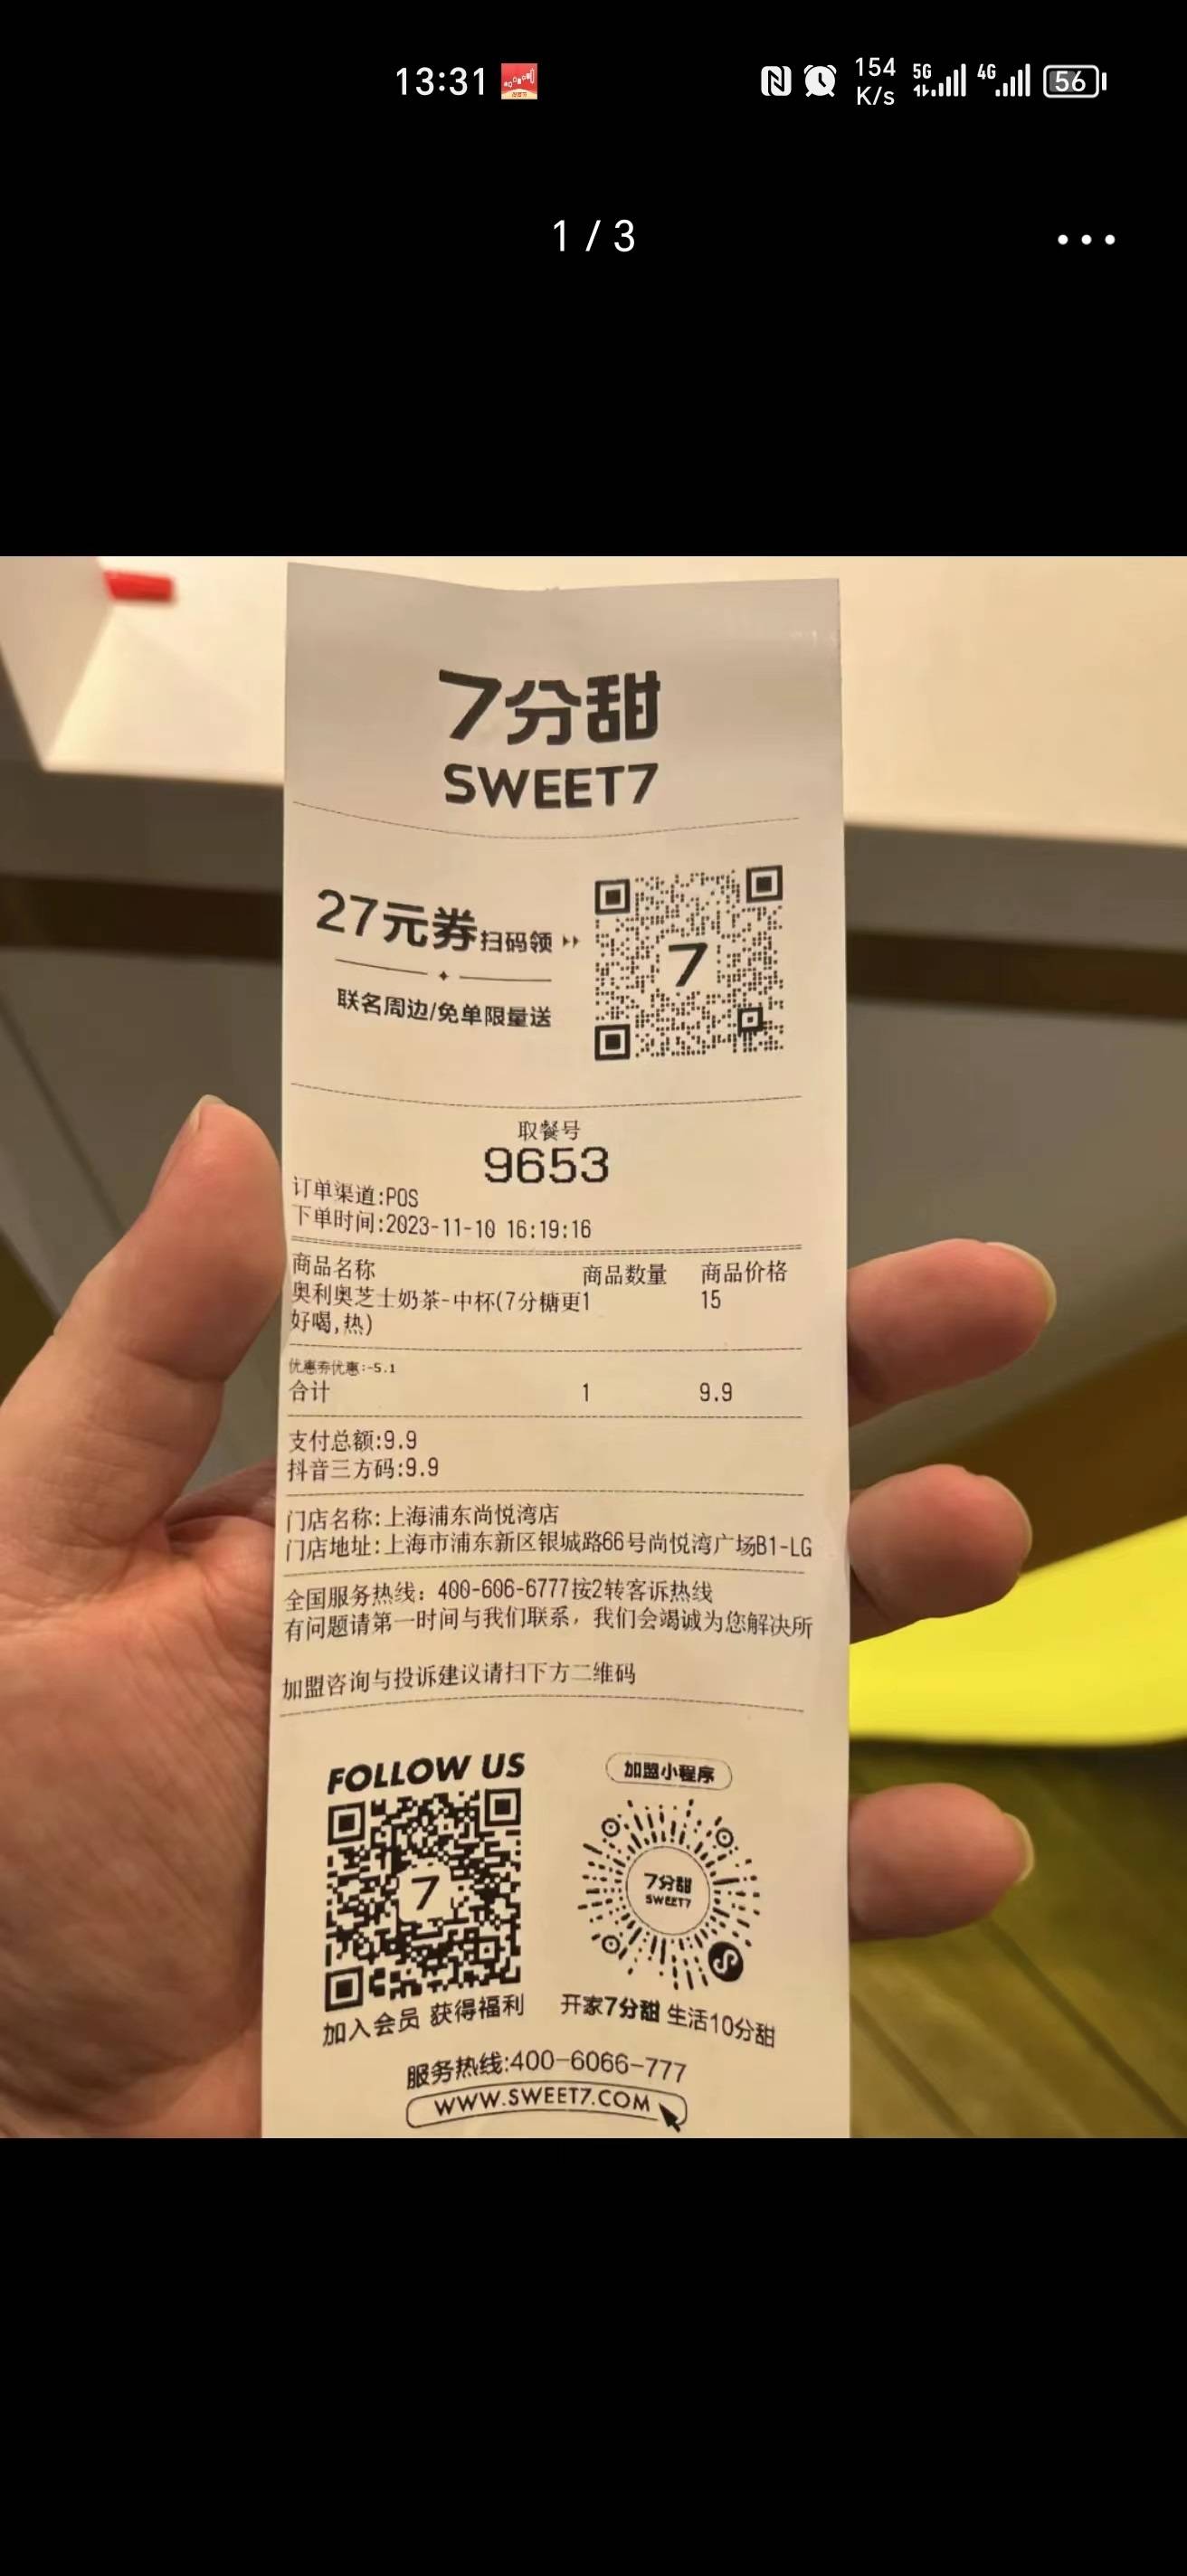 13:31
154 K/s 5G 4G 56
1 / 3
7分甜
SWEET7
27元券扫码领
联名周边/免单限量送
7
取餐号
9653
订单渠道:POS
下单时间:2023-11-10 16:19:16
商品名称 商品数量 商品价格
奥利奥芝士奶茶-中杯(7分糖更1 15
好喝,热)
优惠券优惠:-5.1
合计 1 9.9
支付总额:9.9
抖音三方码:9.9
门店名称:上海浦东尚悦湾店
门店地址:上海市浦东新区银城路66号尚悦湾广场B1-LG
全国服务热线: 400-606-6777按2转客诉热线
有问题请第一时间与我们联系, 我们会竭诚为您解决所
加盟咨询与投诉建议请扫下方二维码
FOLLOW US
加盟小程序
7
7分甜
SWEET7
加入会员 获得福利
开家7分甜 生活10分甜
服务热线:400-6066-777
WWW.SWEET7.COM